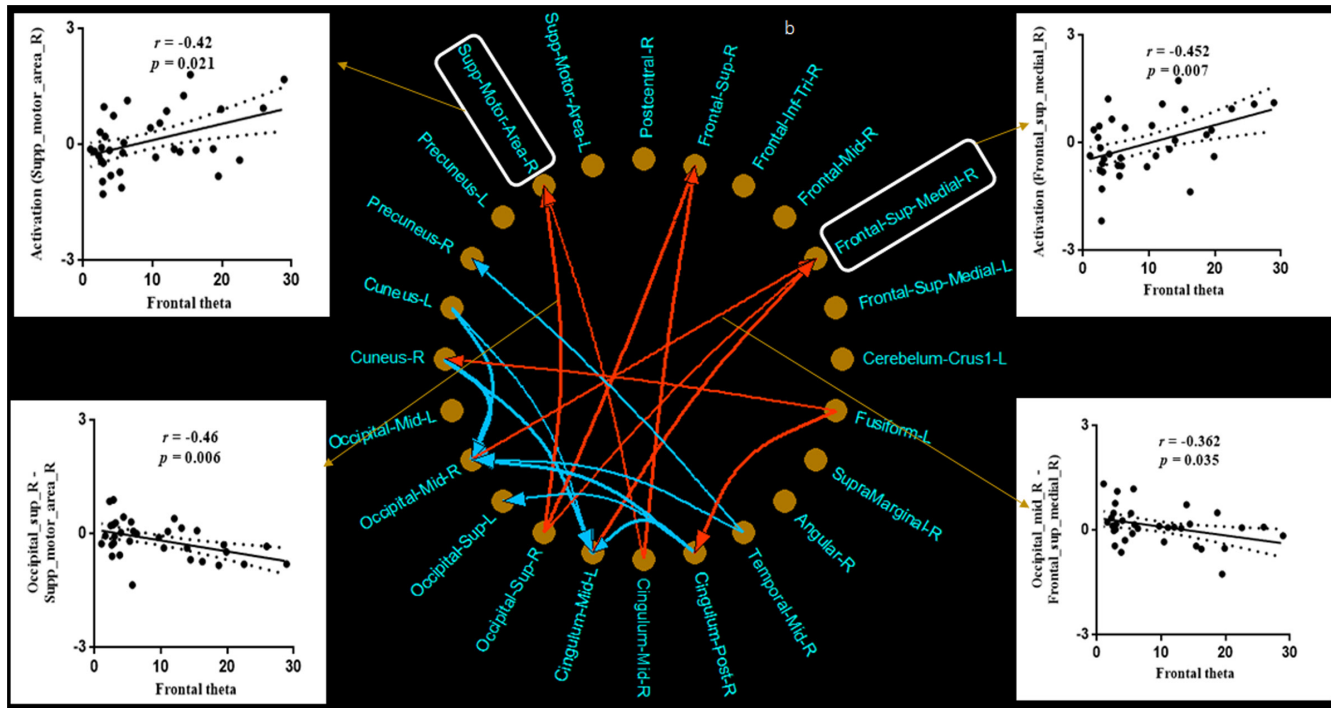 3
r = -0.42
p = 0.021
Activation (Supp_motor_area_R)
0
-3
0
10
20
30
Frontal theta
b
3
r = -0.452
p = 0.007
Activation (Frontal_sup_medial_R)
0
-3
0
10
20
30
Frontal theta
Supp-Motor-Area-R
Supp-Motor-Area-L
Postcentral-R
Frontal-Sup-R
Frontal-Inf-Tri-R
Frontal-Mid-R
Frontal-Sup-Medial-R
Frontal-Sup-Medial-L
Cerebelum-Crus1-L
Fusiform-L
SupraMarginal-R
Angular-R
Temporal-Mid-R
Cingulum-Post-R
Cingulum-Mid-R
Cingulum-Mid-L
Occipital-Sup-R
Occipital-Sup-L
Occipital-Mid-R
Occipital-Mid-L
Cuneus-R
Cuneus-L
Precuneus-R
Precuneus-L
3
r = -0.46
p = 0.006
Occipital_sup_R -
Supp_motor_area_R
0
-3
0
10
20
30
Frontal theta
3
r = -0.362
p = 0.035
Occipital_mid_R -
Frontal_sup_medial_R)
0
-3
0
10
20
30
Frontal theta